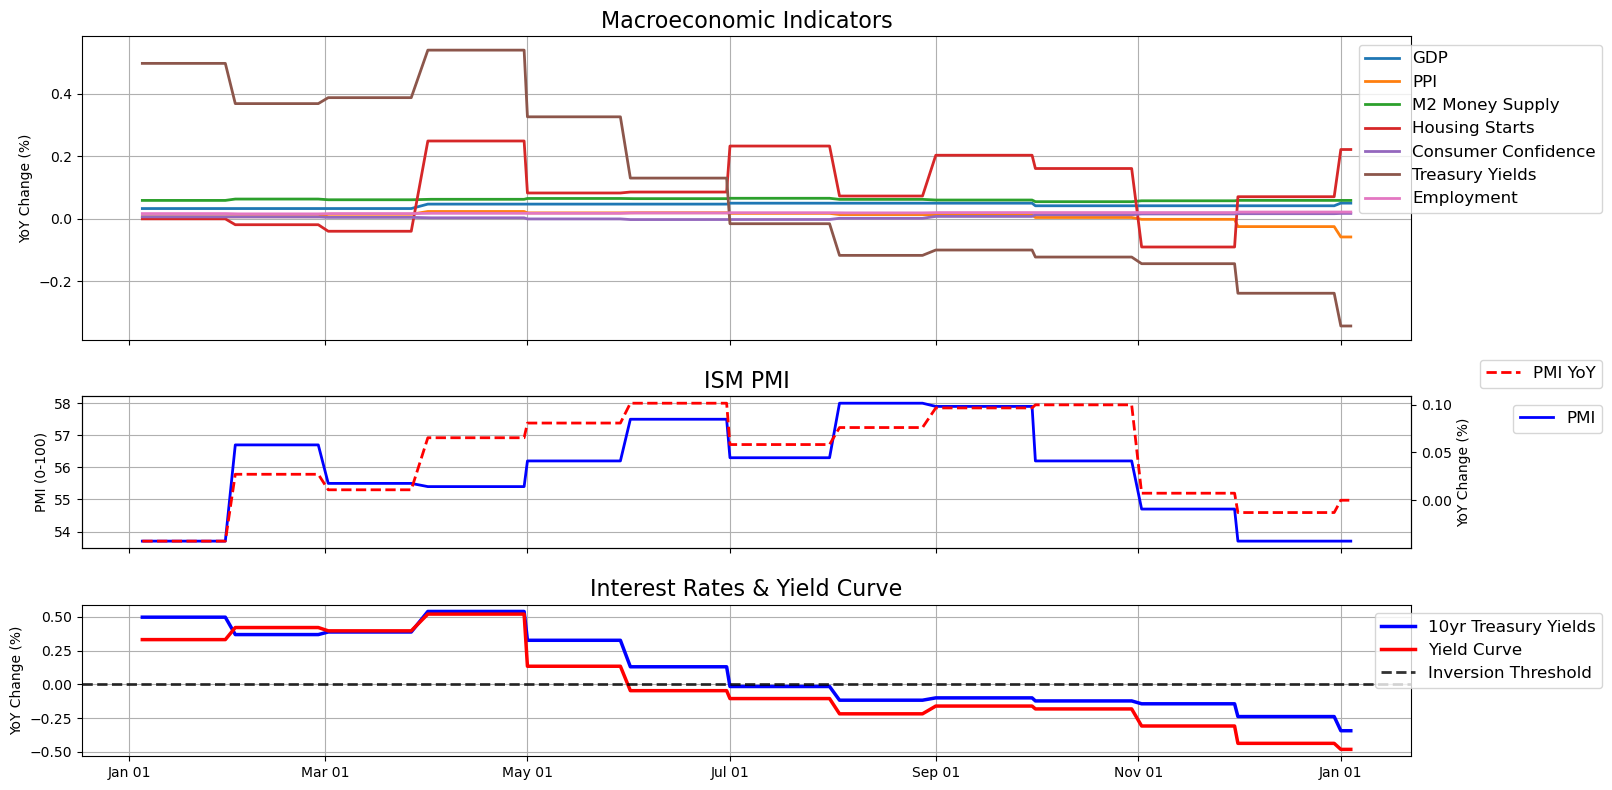 Macroeconomic Indicators
YoY Change (%)
0.4
0.2
0.0
−0.2
GDP
PPI
M2 Money Supply
Housing Starts
Consumer Confidence
Treasury Yields
Employment
ISM PMI
PMI (0-100)
58
57
56
55
54
0.10
0.05
0.00
YoY Change (%)
PMI YoY
PMI
Interest Rates & Yield Curve
YoY Change (%)
0.50
0.25
0.00
−0.25
−0.50
10yr Treasury Yields
Yield Curve
Inversion Threshold
Jan 01
Mar 01
May 01
Jul 01
Sep 01
Nov 01
Jan 01